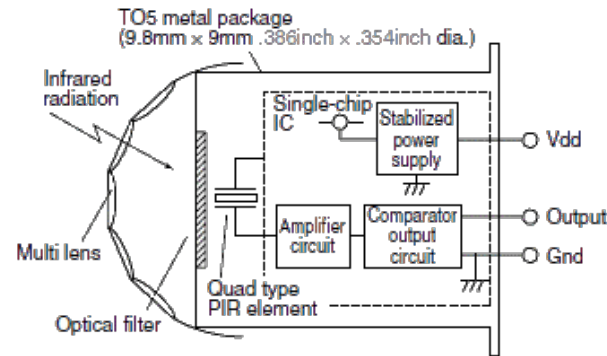 TO5 metal package
(9.8mm × 9mm .386inch × .354inch dia.)
Infrared
radiation
Single-chip
IC
Stabilized
power
supply
Vdd
Amplifier
circuit
Comparator
output
circuit
Output
Gnd
Multi lens
Quad type
PIR element
Optical filter